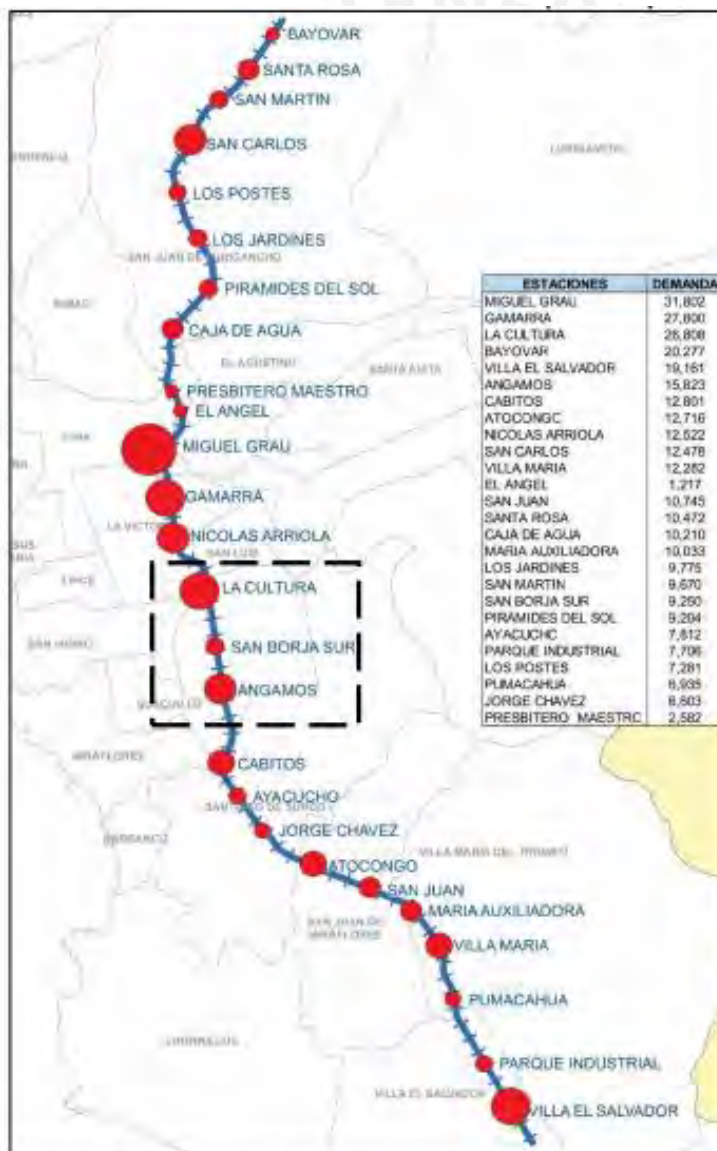 BAYOVAR
SANTA ROSA
SAN MARTIN
SAN CARLOS
LOS POSTES
LOS JARDINES
SAN JUAN DE LURIGANCHO
PIRAMIDES DEL SOL
CAJA DE AGUA
EL AGUSTINO
SANTA ANITA
PRESBITERO MAESTRO
EL ANGEL
MIGUEL GRAU
GAMARRA
LA VICTORIA
NICOLAS ARRIOLA
SAN LUIS
LA CULTURA
SAN BORJA SUR
ANGAMOS
MIRAFLORES
CABITOS
AYACUCHO
JORGE CHAVEZ
ATOCONGO
SAN JUAN
MARIA AUXILIADORA
SAN JUAN DE
MIRAFLORES
VILLA MARIA
PUMACAHUA
CHORRILLOS
PARQUE INDUSTRIAL
VILLA EL SALVADOR
VILLA EL SALVADOR
ESTACIONES DEMANDA
MIGUEL GRAU 31,802
GAMARRA 27,800
LA CULTURA 26,808
BAYOVAR 20,277
VILLA EL SALVADOR 19,161
ANGAMOS 15,823
CABITOS 12,801
ATOCONGC 12,716
NICOLAS ARRIOLA 12,522
SAN CARLOS 12,478
VILLA MARIA 12,282
EL ANGEL 1,217
SAN JUAN 10,745
SANTA ROSA 10,472
CAJA DE AGUA 10,210
MARIA AUXILIADORA 10,033
LOS JARDINES 9,775
SAN MARTIN 9,670
SAN BORJA SUR 9,250
PIRAMIDES DEL SOL 9,204
AYACUCHC 7,812
PARQUE INDUSTRIAL 7,706
LOS POSTES 7,281
PUMACAHUA 6,935
JORGE CHAVEZ 6,603
PRESBITERO MAESTRC 2,582